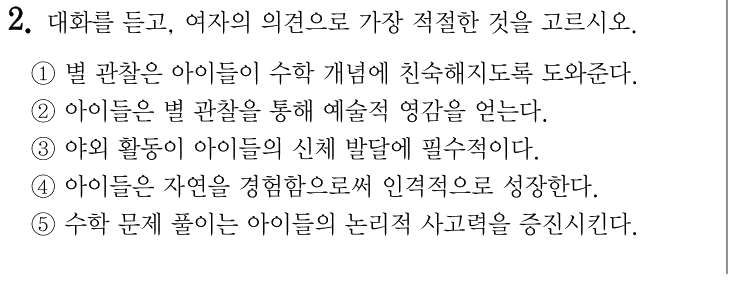 2. 대화를 듣고, 여자의 의견으로 가장 적절한 것을 고르시오.
① 별 관찰은 아이들이 수학 개념에 친숙해지도록 도와준다.
② 아이들은 별 관찰을 통해 예술적 영감을 얻는다.
③ 야외 활동이 아이들의 신체 발달에 필수적이다.
④ 아이들은 자연을 경험함으로써 인격적으로 성장한다.
⑤ 수학 문제 풀이는 아이들의 논리적 사고력을 증진시킨다.